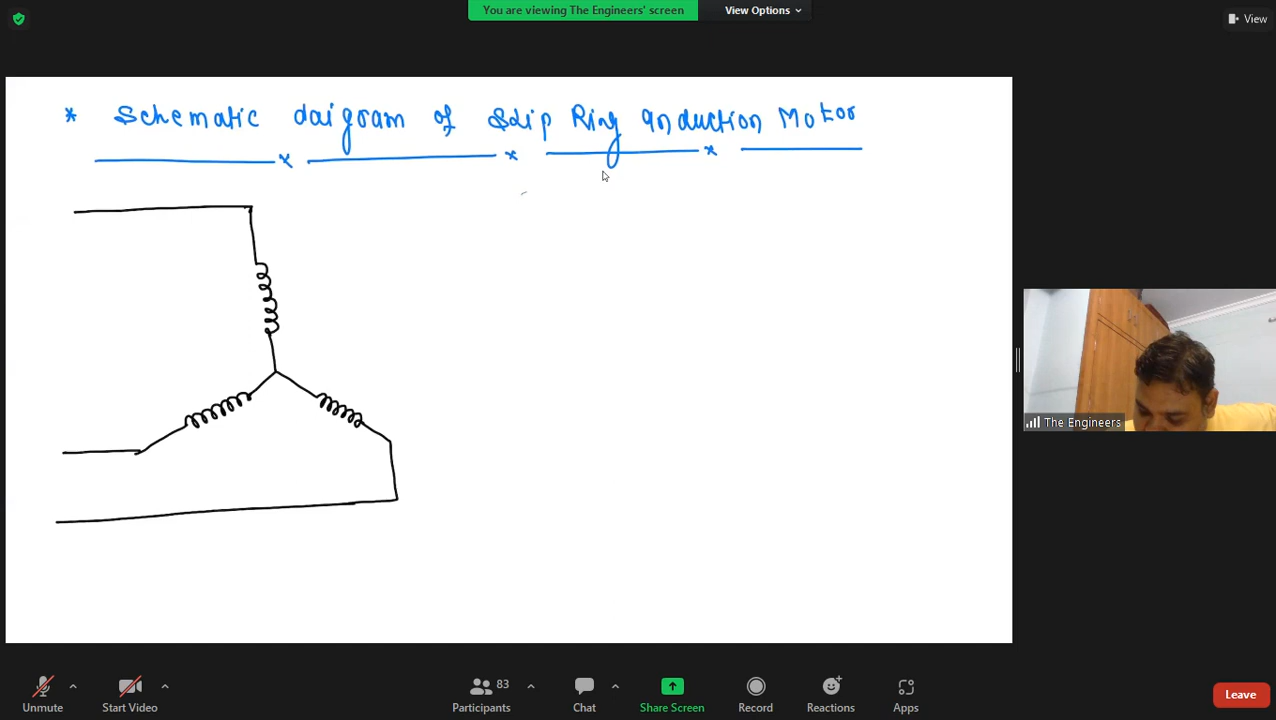 You are viewing The Engineers' screen
View Options
View
* Schematic daigram of Sdip Ring Induction Motor
The Engineers
Unmute
Start Video
83
Participants
Chat
Share Screen
Record
Reactions
Apps
Leave